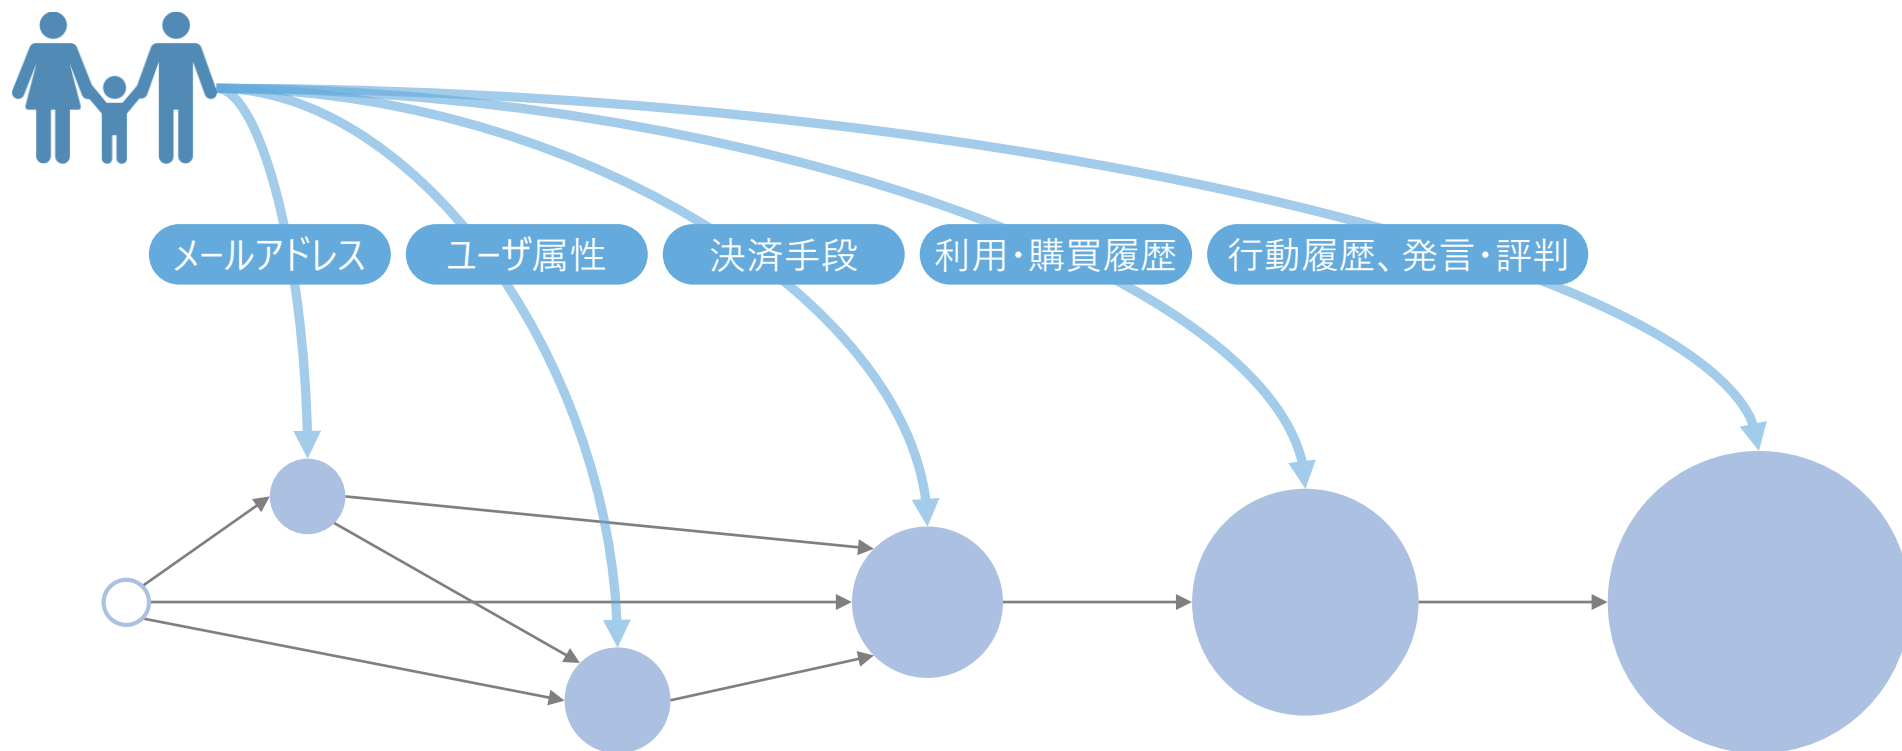 メールアドレス
ユーザ属性
決済手段
利用・購買履歴
行動履歴、発言・評判